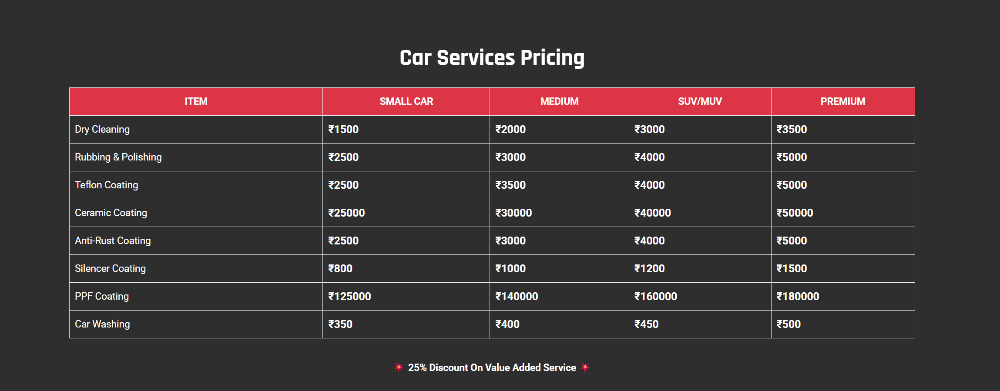 Car Services Pricing
ITEM SMALL CAR MEDIUM SUV/MUV PREMIUM
Dry Cleaning ₹1500 ₹2000 ₹3000 ₹3500
Rubbing & Polishing ₹2500 ₹3000 ₹4000 ₹5000
Teflon Coating ₹2500 ₹3500 ₹4000 ₹5000
Ceramic Coating ₹25000 ₹30000 ₹40000 ₹50000
Anti-Rust Coating ₹2500 ₹3000 ₹4000 ₹5000
Silencer Coating ₹800 ₹1000 ₹1200 ₹1500
PPF Coating ₹125000 ₹140000 ₹160000 ₹180000
Car Washing ₹350 ₹400 ₹450 ₹500
💥 25% Discount On Value Added Service 💥